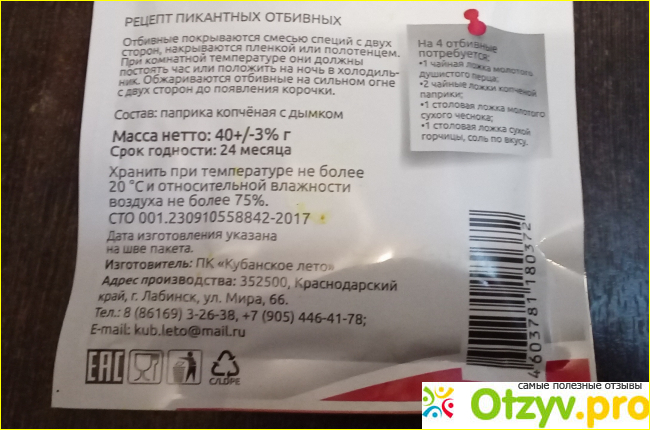 РЕЦЕПТ ПИКАНТНЫХ ОТБИВНЫХ
Отбивные покрываются смесью специй с двух
сторон, накрываются пленкой или полотенцем.
При комнатной температуре они должны
постоять час или положить на ночь в холодиль-
ник. Обжариваются отбивные на сильном огне
с двух сторон до появления корочки.
На 4 отбивные
потребуется:
•1 чайная ложка молотого
душистого перца;
•2 чайные ложки копченой
паприки;
•1 столовая ложка молотого
сухого чеснока;
•1 столовая ложка сухой
горчицы, соль по вкусу.
Состав: паприка копчёная с дымком
Масса нетто: 40+/-3% г
Срок годности: 24 месяца
Хранить при температуре не более
20 °С и относительной влажности
воздуха не более 75%.
СТО 001.230910558842-2017
Дата изготовления указана
на шве пакета.
Изготовитель: ПК «Кубанское лето»
Адрес производства: 352500, Краснодарский
край, г. Лабинск, ул. Мира, 66.
Тел.: 8 (86169) 3-26-38, +7 (905) 446-41-78;
E-mail: kub.leto@mail.ru
4603781180372
EAC
C/LDPE
самые полезные отзывы
Otzyv.pro